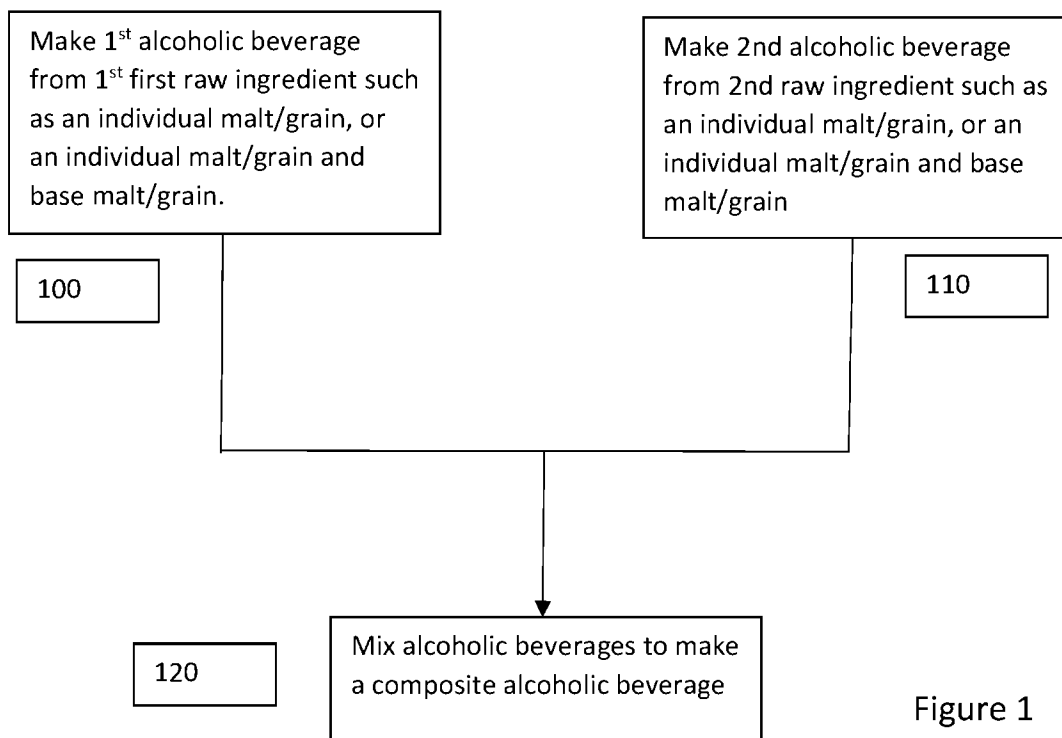 Make 1st alcoholic beverage
from 1st first raw ingredient such
as an individual malt/grain, or
an individual malt/grain and
base malt/grain.
Make 2nd alcoholic beverage
from 2nd raw ingredient such as
an individual malt/grain, or an
individual malt/grain and base
malt/grain
100
110
120
Mix alcoholic beverages to make
a composite alcoholic beverage
Figure 1